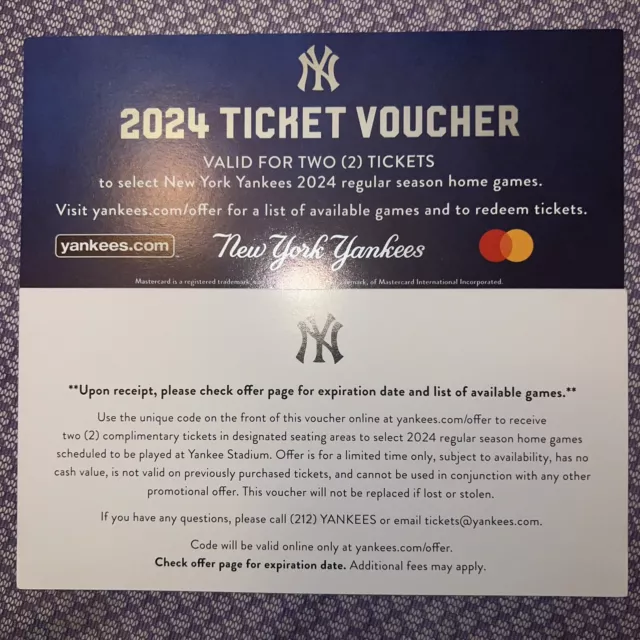 NY
2024 TICKET VOUCHER
VALID FOR TWO (2) TICKETS
to select New York Yankees 2024 regular season home games.
Visit yankees.com/offer for a list of available games and to redeem tickets.
yankees.com™ New York Yankees
Mastercard is a registered trademark, of Mastercard International Incorporated.
NY
**Upon receipt, please check offer page for expiration date and list of available games.**
Use the unique code on the front of this voucher online at yankees.com/offer to receive
two (2) complimentary tickets in designated seating areas to select 2024 regular season home games
scheduled to be played at Yankee Stadium. Offer is for a limited time only, subject to availability, has no
cash value, is not valid on previously purchased tickets, and cannot be used in conjunction with any other
promotional offer. This voucher will not be replaced if lost or stolen.
If you have any questions, please call (212) YANKEES or email tickets@yankees.com.
Code will be valid online only at yankees.com/offer.
Check offer page for expiration date. Additional fees may apply.